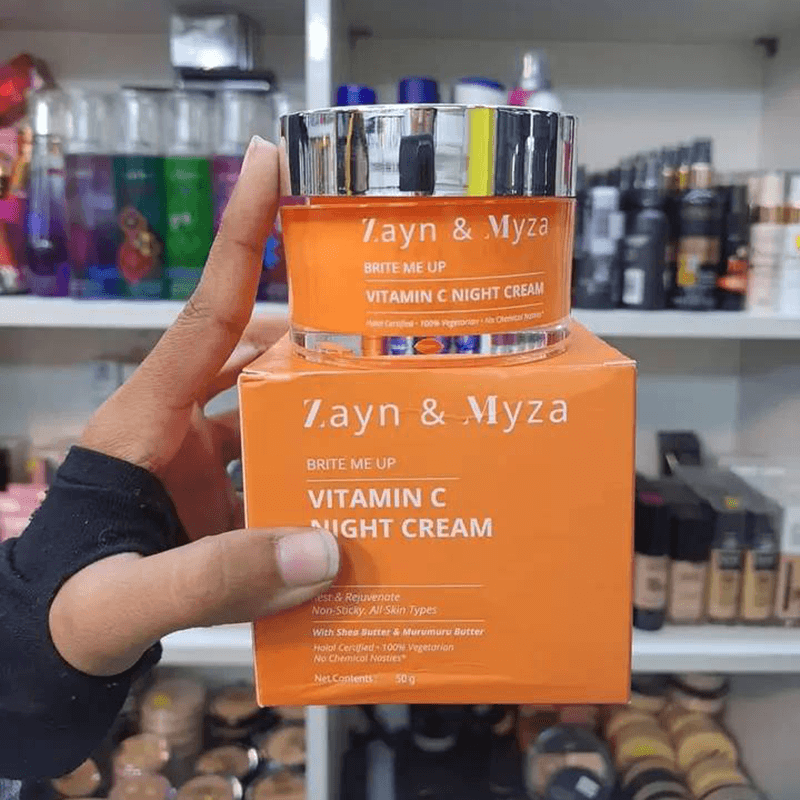 Zayn & Myza
BRITE ME UP
VITAMIN C NIGHT CREAM
Halal Certified • 100% Vegetarian • No Chemical Nasties*
Zayn & Myza
BRITE ME UP
VITAMIN C
NIGHT CREAM
Rest & Rejuvenate
Non-Sticky. All Skin Types
With Shea Butter & Murumuru Butter
Halal Certified • 100% Vegetarian
No Chemical Nasties*
Net Contents : 50 g